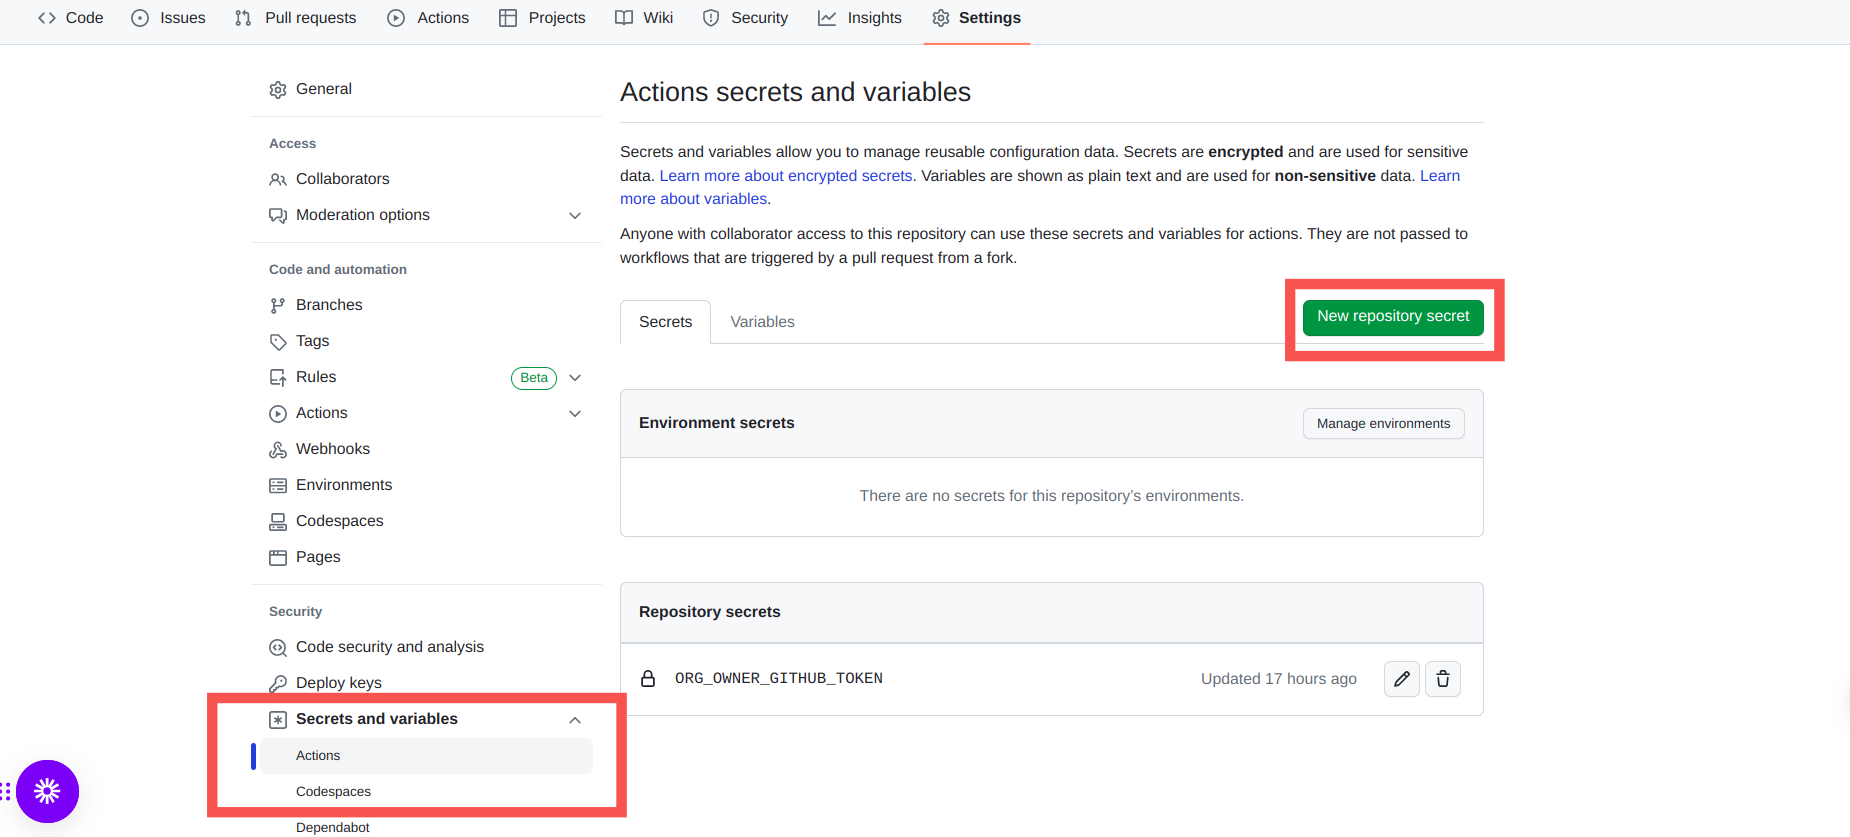 Code Issues Pull requests Actions Projects Wiki Security Insights Settings
General
Access
Collaborators
Moderation options
Code and automation
Branches
Tags
Rules Beta
Actions
Webhooks
Environments
Codespaces
Pages
Security
Code security and analysis
Deploy keys
Secrets and variables
Actions
Codespaces
Dependabot
Actions secrets and variables
Secrets and variables allow you to manage reusable configuration data. Secrets are encrypted and are used for sensitive
data. Learn more about encrypted secrets. Variables are shown as plain text and are used for non-sensitive data. Learn
more about variables.
Anyone with collaborator access to this repository can use these secrets and variables for actions. They are not passed to
workflows that are triggered by a pull request from a fork.
Secrets Variables New repository secret
Environment secrets Manage environments
There are no secrets for this repository’s environments.
Repository secrets
ORG_OWNER_GITHUB_TOKEN Updated 17 hours ago